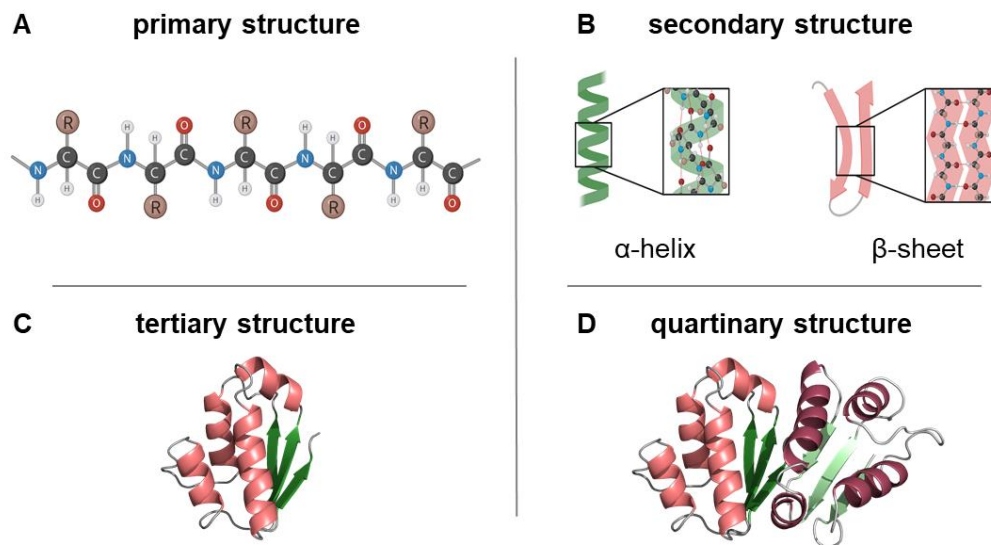 A primary structure
R H O R H O R
H H
C N C C N C C
N C C N C C N C
H H H
H O R H O R H O
B secondary structure
α-helix β-sheet
C tertiary structure
D quartinary structure